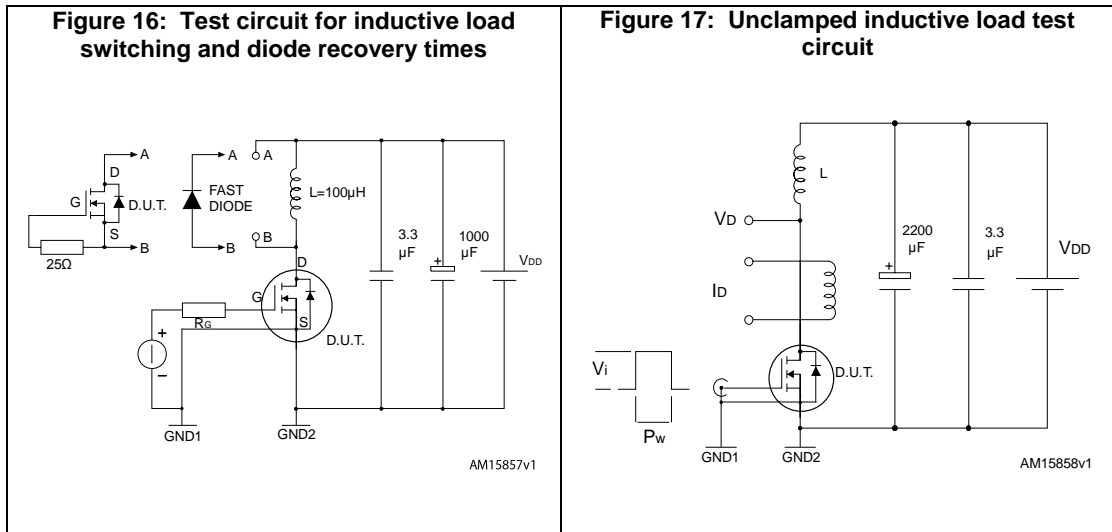 Figure 16: Test circuit for inductive load
switching and diode recovery times
A
D
G
D.U.T.
S
B
25Ω
A
FAST
DIODE
B
A
L=100µH
B
D
3.3
µF
1000
µF
+
VDD
G
RG
S
D.U.T.
+
–
GND1
GND2
AM15857v1
Figure 17: Unclamped inductive load test
circuit
L
VD
2200
µF
+
3.3
µF
VDD
ID
Vi
D.U.T.
Pw
GND1
GND2
AM15858v1